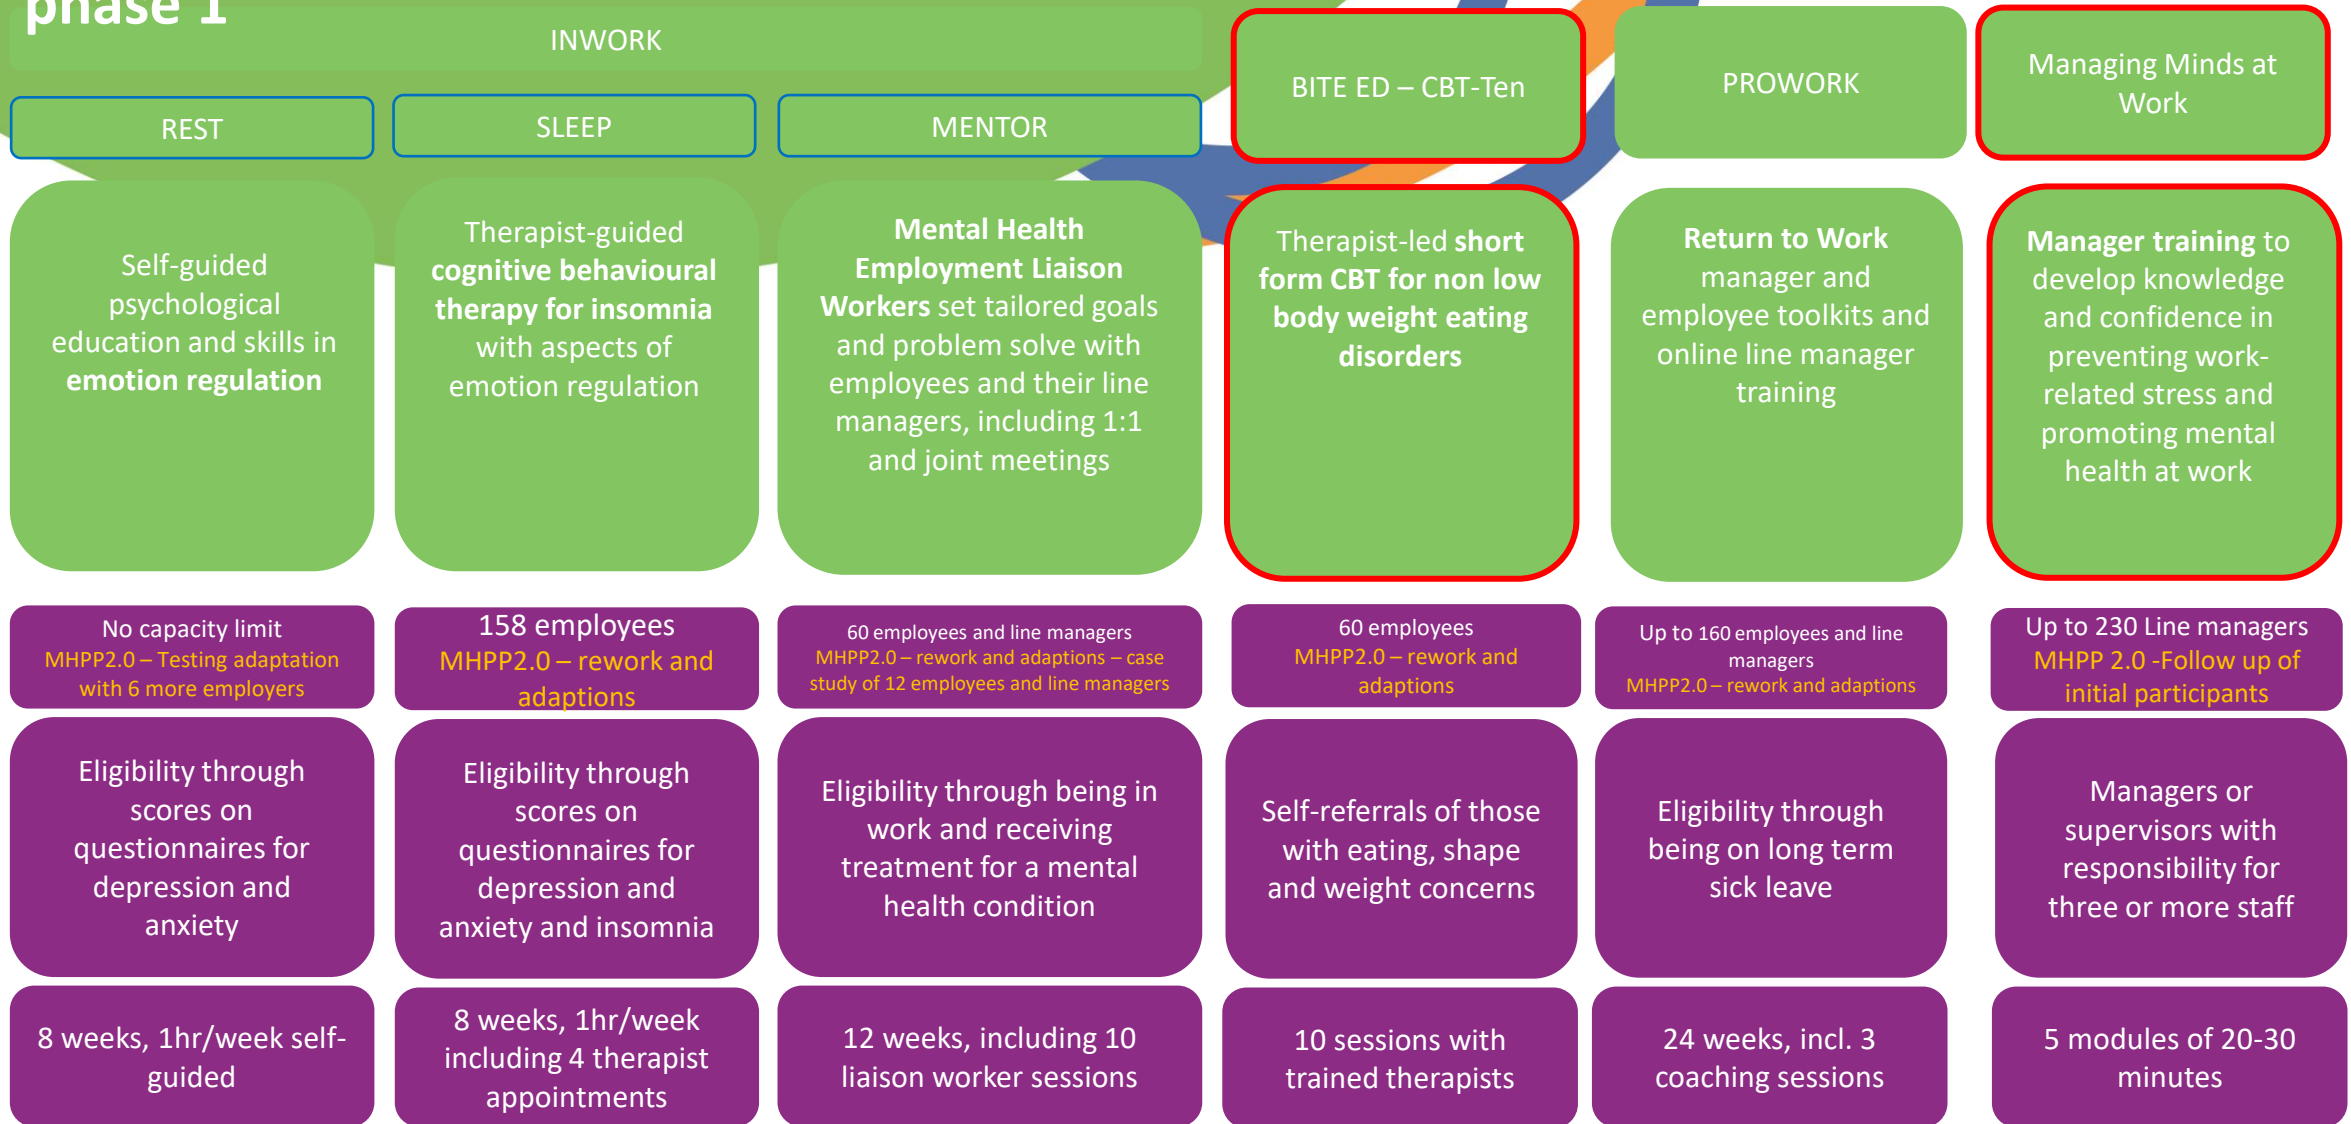 phase 1
INWORK
REST
SLEEP
MENTOR
BITE ED – CBT-Ten
PROWORK
Managing Minds at
Work
Self-guided
psychological
education and skills in
emotion regulation
Therapist-guided
cognitive behavioural
therapy for insomnia
with aspects of
emotion regulation
Mental Health
Employment Liaison
Workers set tailored goals
and problem solve with
employees and their line
managers, including 1:1
and joint meetings
Therapist-led short
form CBT for non low
body weight eating
disorders
Return to Work
manager and
employee toolkits and
online line manager
training
Manager training to
develop knowledge
and confidence in
preventing work-
related stress and
promoting mental
health at work
No capacity limit
MHPP2.0 – Testing adaptation
with 6 more employers
158 employees
MHPP2.0 – rework and
adaptions
60 employees and line managers
MHPP2.0 – rework and adaptions – case
study of 12 employees and line managers
60 employees
MHPP2.0 – rework and
adaptions
Up to 160 employees and line
managers
MHPP2.0 – rework and adaptions
Up to 230 Line managers
MHPP 2.0 -Follow up of
initial participants
Eligibility through
scores on
questionnaires for
depression and
anxiety
Eligibility through
scores on
questionnaires for
depression and
anxiety and insomnia
Eligibility through being in
work and receiving
treatment for a mental
health condition
Self-referrals of those
with eating, shape
and weight concerns
Eligibility through
being on long term
sick leave
Managers or
supervisors with
responsibility for
three or more staff
8 weeks, 1hr/week self-
guided
8 weeks, 1hr/week
including 4 therapist
appointments
12 weeks, including 10
liaison worker sessions
10 sessions with
trained therapists
24 weeks, incl. 3
coaching sessions
5 modules of 20-30
minutes